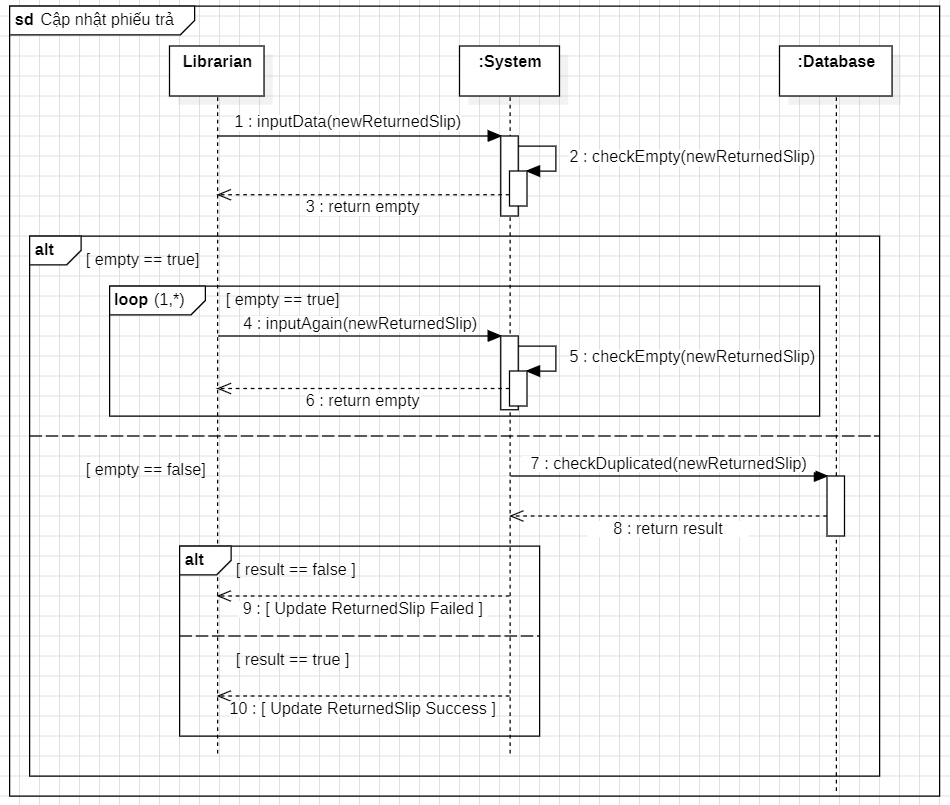 sd Cập nhật phiếu trả
Librarian
:System
:Database
1 : inputData(newReturnedSlip)
2 : checkEmpty(newReturnedSlip)
3 : return empty
alt
[ empty == true]
loop (1,*)
[ empty == true]
4 : inputAgain(newReturnedSlip)
5 : checkEmpty(newReturnedSlip)
6 : return empty
[ empty == false]
7 : checkDuplicated(newReturnedSlip)
8 : return result
alt
[ result == false ]
9 : [ Update ReturnedSlip Failed ]
[ result == true ]
10 : [ Update ReturnedSlip Success ]